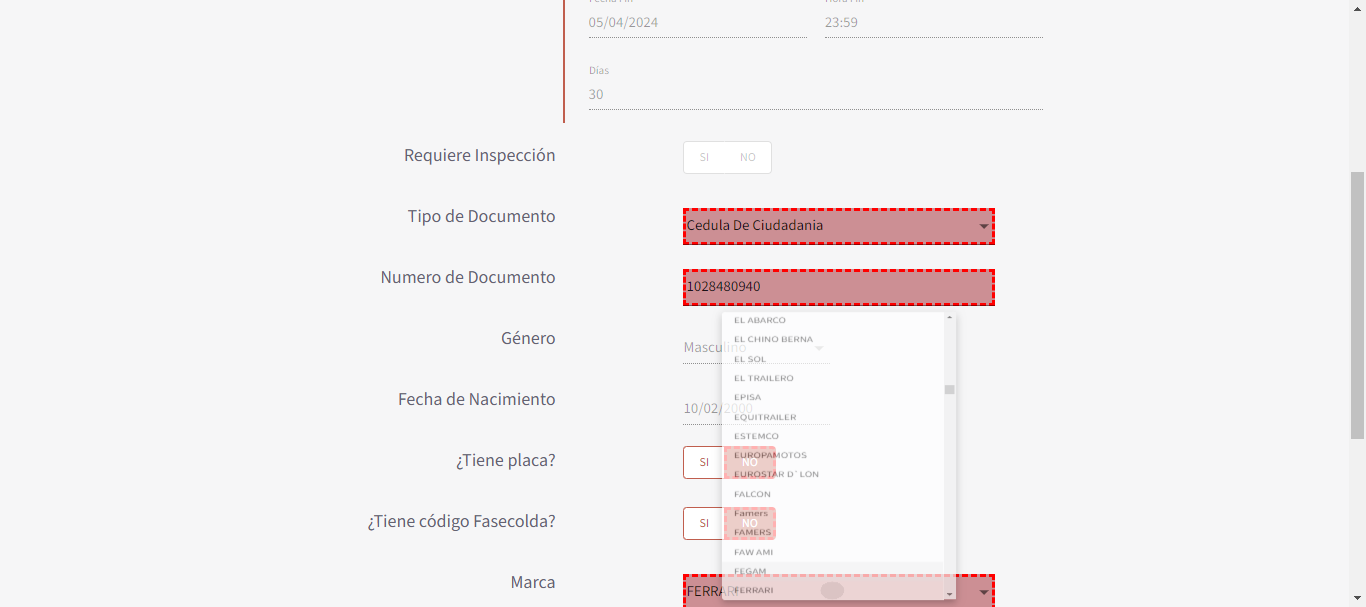 Fecha Fin
Hora Fin
05/04/2024
23:59
Días
30
Requiere Inspección
SI
NO
Tipo de Documento
Cedula De Ciudadania
Numero de Documento
1028480940
Género
Masculino
Fecha de Nacimiento
10/02/2000
¿Tiene placa?
SI
NO
¿Tiene código Fasecolda?
SI
NO
Marca
FERRARI
EL ABARCO
EL CHINO BERNA
EL SOL
EL TRAILERO
EPISA
EQUITRAILER
ESTEMCO
EUROPAMOTOS
EUROSTAR D`LON
FALCON
Famers
FAMERS
FAW AMI
FEGAM
FERRARI